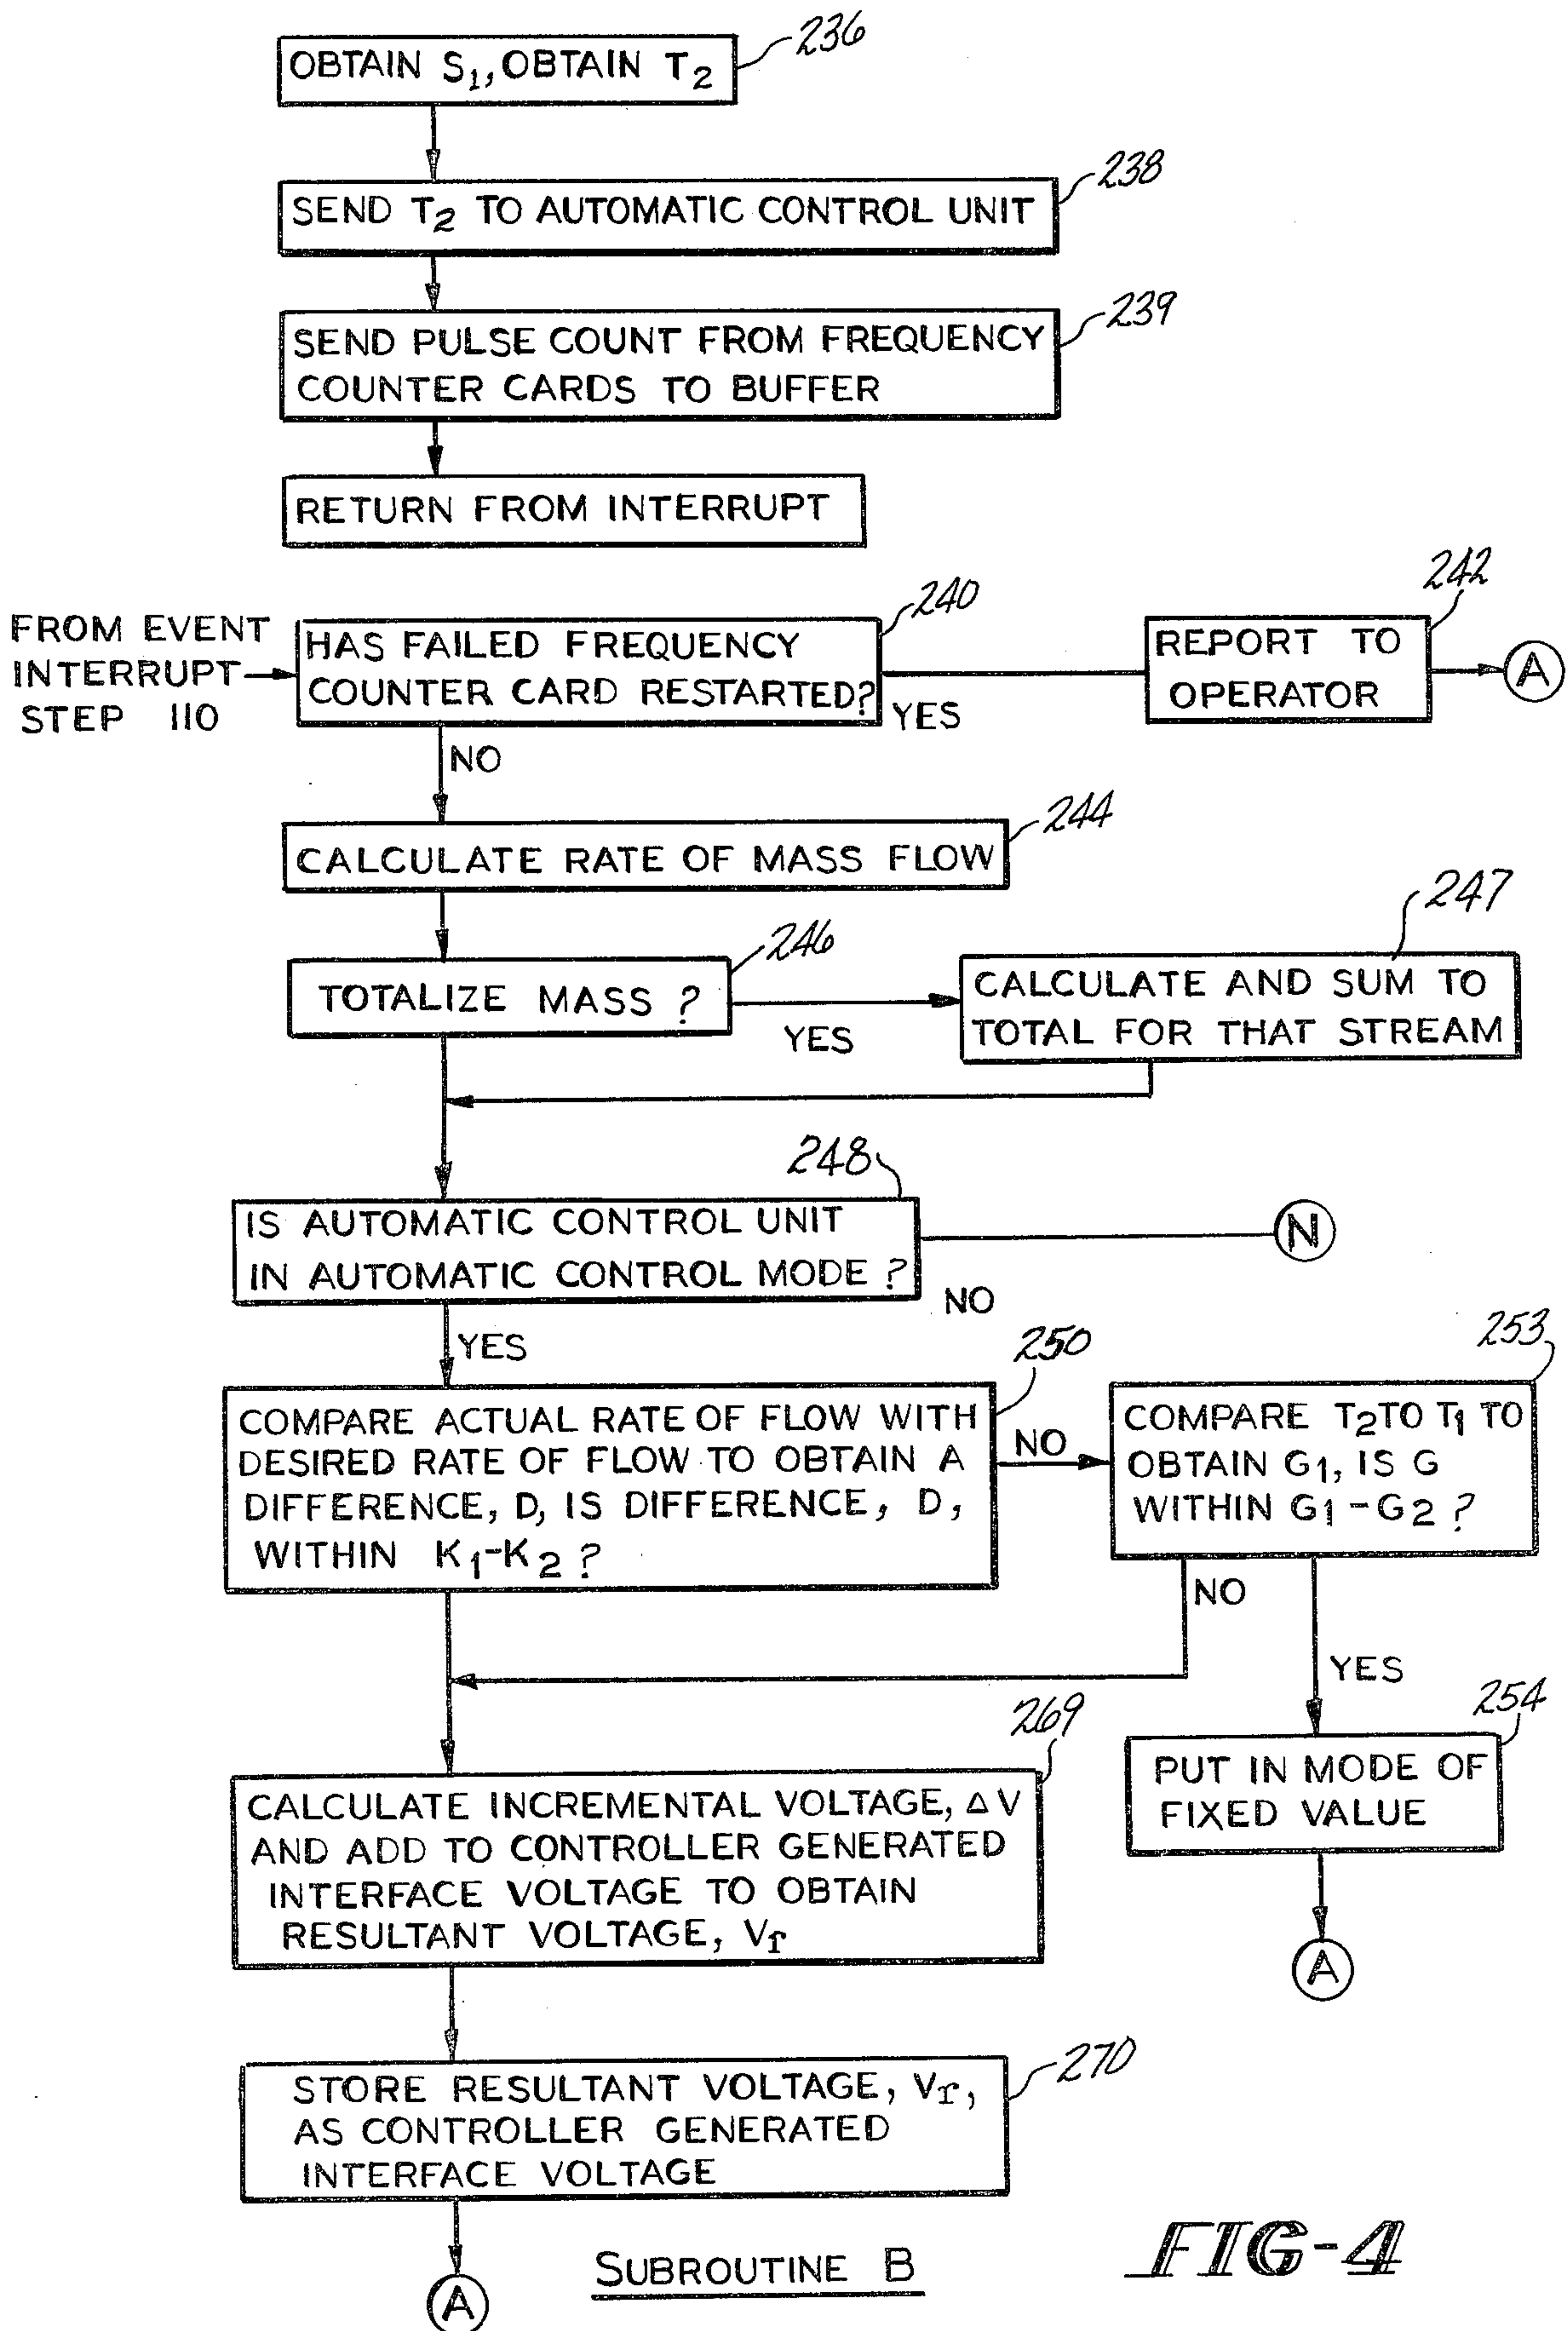 236
OBTAIN S1, OBTAIN T2
238
SEND T2 TO AUTOMATIC CONTROL UNIT
239
SEND PULSE COUNT FROM FREQUENCY
COUNTER CARDS TO BUFFER
RETURN FROM INTERRUPT
FROM EVENT
INTERRUPT
STEP 110
240
HAS FAILED FREQUENCY
COUNTER CARD RESTARTED?
YES
242
REPORT TO
OPERATOR
A
NO
244
CALCULATE RATE OF MASS FLOW
246
TOTALIZE MASS ?
YES
247
CALCULATE AND SUM TO
TOTAL FOR THAT STREAM
248
IS AUTOMATIC CONTROL UNIT
IN AUTOMATIC CONTROL MODE ?
NO
N
YES
250
COMPARE ACTUAL RATE OF FLOW WITH
DESIRED RATE OF FLOW TO OBTAIN A
DIFFERENCE, D, IS DIFFERENCE, D,
WITHIN K1-K2 ?
NO
253
COMPARE T2 TO T1 TO
OBTAIN G1, IS G
WITHIN G1-G2 ?
NO
YES
254
PUT IN MODE OF
FIXED VALUE
A
269
CALCULATE INCREMENTAL VOLTAGE, ΔV
AND ADD TO CONTROLLER GENERATED
INTERFACE VOLTAGE TO OBTAIN
RESULTANT VOLTAGE, Vr
270
STORE RESULTANT VOLTAGE, Vr,
AS CONTROLLER GENERATED
INTERFACE VOLTAGE
A
SUBROUTINE B
FIG-4